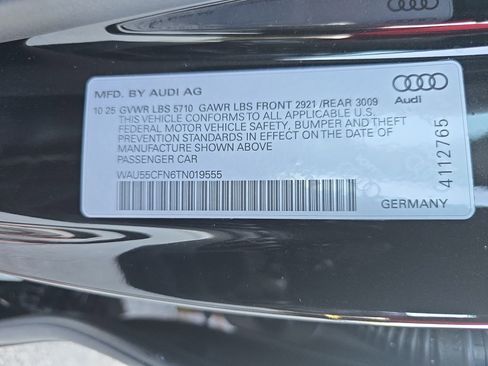 MFD. BY AUDI AG
10 25 GVWR LBS 5710 GAWR LBS FRONT 2921 /REAR 3009
THIS VEHICLE CONFORMS TO ALL APPLICABLE U.S.
FEDERAL MOTOR VEHICLE SAFETY, BUMPER AND THEFT
PREVENTION STANDARDS IN EFFECT ON THE DATE OF
MANUFACTURE SHOWN ABOVE
PASSENGER CAR
WAU55CFN6TN019555
Audi
4112765
GERMANY